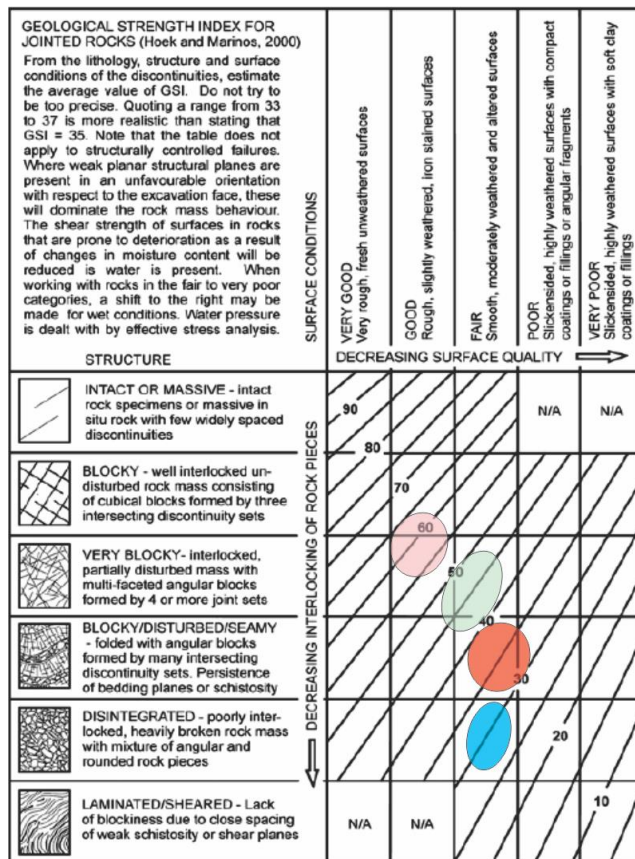 GEOLOGICAL STRENGTH INDEX FOR
JOINTED ROCKS (Hoek and Marinos, 2000)
From the lithology, structure and surface
conditions of the discontinuities, estimate
the average value of GSI. Do not try to
be too precise. Quoting a range from 33
to 37 is more realistic than stating that
GSI = 35. Note that the table does not
apply to structurally controlled failures.
Where weak planar structural planes are
present in an unfavourable orientation
with respect to the excavation face, these
will dominate the rock mass behaviour.
The shear strength of surfaces in rocks
that are prone to deterioration as a result
of changes in moisture content will be
reduced is water is present. When
working with rocks in the fair to very poor
categories, a shift to the right may be
made for wet conditions. Water pressure
is dealt with by effective stress analysis.
STRUCTURE
SURFACE CONDITIONS
VERY GOOD
Very rough, fresh unweathered surfaces
GOOD
Rough, slightly weathered, iron stained surfaces
FAIR
Smooth, moderately weathered and altered surfaces
POOR
Slickensided, highly weathered surfaces with compact
coatings or fillings or angular fragments
VERY POOR
Slickensided, highly weathered surfaces with soft clay
coatings or fillings
DECREASING SURFACE QUALITY
DECREASING INTERLOCKING OF ROCK PIECES
INTACT OR MASSIVE - intact
rock specimens or massive in
situ rock with few widely spaced
discontinuities
90
80
N/A
N/A
BLOCKY - well interlocked un-
disturbed rock mass consisting
of cubical blocks formed by three
intersecting discontinuity sets
70
60
VERY BLOCKY- interlocked,
partially disturbed mass with
multi-faceted angular blocks
formed by 4 or more joint sets
50
BLOCKY/DISTURBED/SEAMY
- folded with angular blocks
formed by many intersecting
discontinuity sets. Persistence
of bedding planes or schistosity
40
30
DISINTEGRATED - poorly inter-
locked, heavily broken rock mass
with mixture of angular and
rounded rock pieces
20
LAMINATED/SHEARED - Lack
of blockiness due to close spacing
of weak schistosity or shear planes
N/A
N/A
10